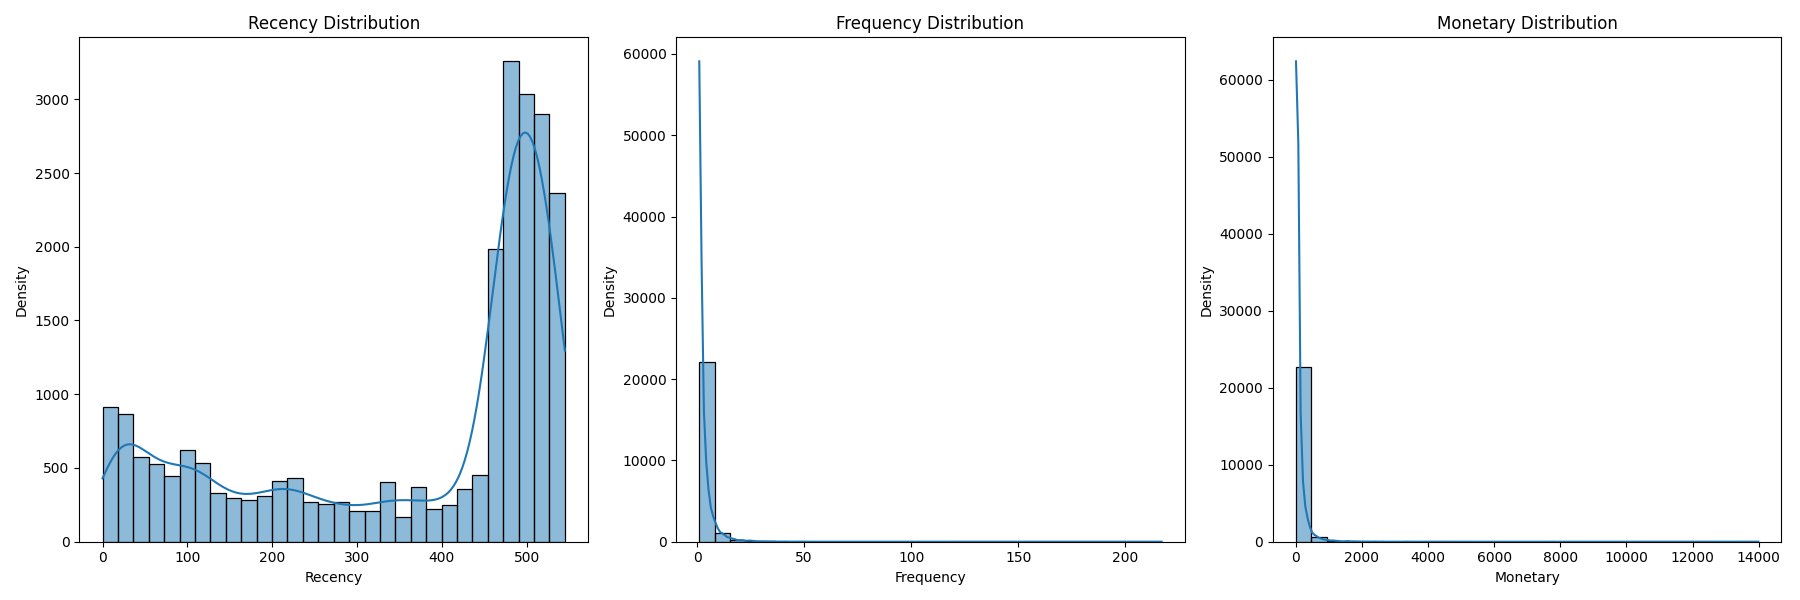 Recency Distribution
Density
3000
2500
2000
1500
1000
500
0
0 100 200 300 400 500
Recency
Frequency Distribution
Density
60000
50000
40000
30000
20000
10000
0
0 50 100 150 200
Frequency
Monetary Distribution
Density
60000
50000
40000
30000
20000
10000
0
0 2000 4000 6000 8000 10000 12000 14000
Monetary